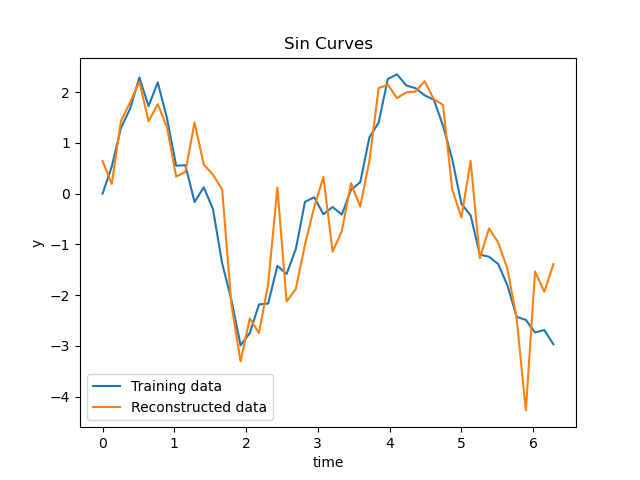 Sin Curves
y
2
1
0
−1
−2
−3
−4
Training data
Reconstructed data
0 1 2 3 4 5 6
time